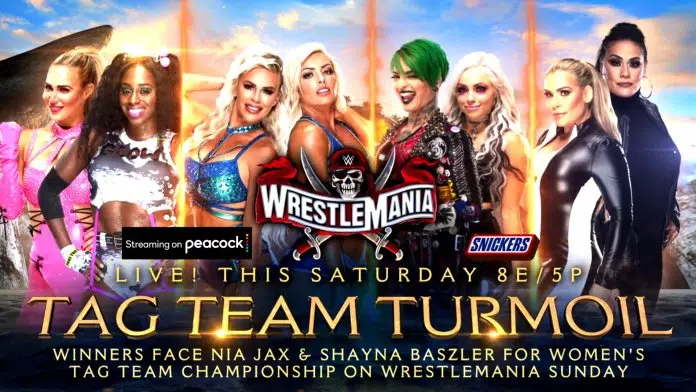 W
WRESTLEMANIA
Streaming on peacock
SNICKERS
LIVE! THIS SATURDAY 8E/5P
TAG TEAM TURMOIL
WINNERS FACE NIA JAX & SHAYNA BASZLER FOR WOMEN'S
TAG TEAM CHAMPIONSHIP ON WRESTLEMANIA SUNDAY